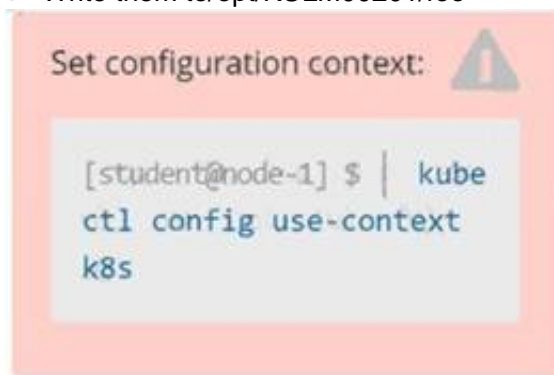 Set configuration context:
[student@node-1] $ | kube
ctl config use-context
k8s